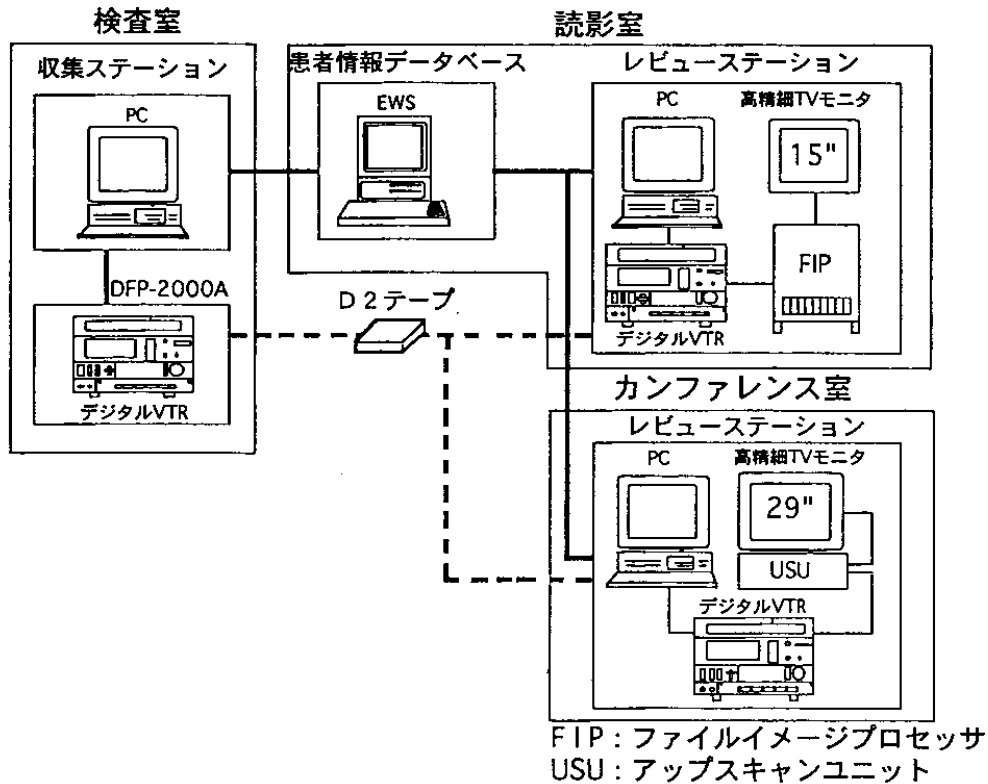 検査室
収集ステーション
PC
DFP-2000A
デジタルVTR
読影室
患者情報データベース
EWS
レビューステーション
PC
高精細TVモニタ
15"
FIP
デジタルVTR
D2テープ
カンファレンス室
レビューステーション
PC
高精細TVモニタ
29"
USU
デジタルVTR
FIP:ファイルイメージプロセッサ
USU:アップスキャンユニット